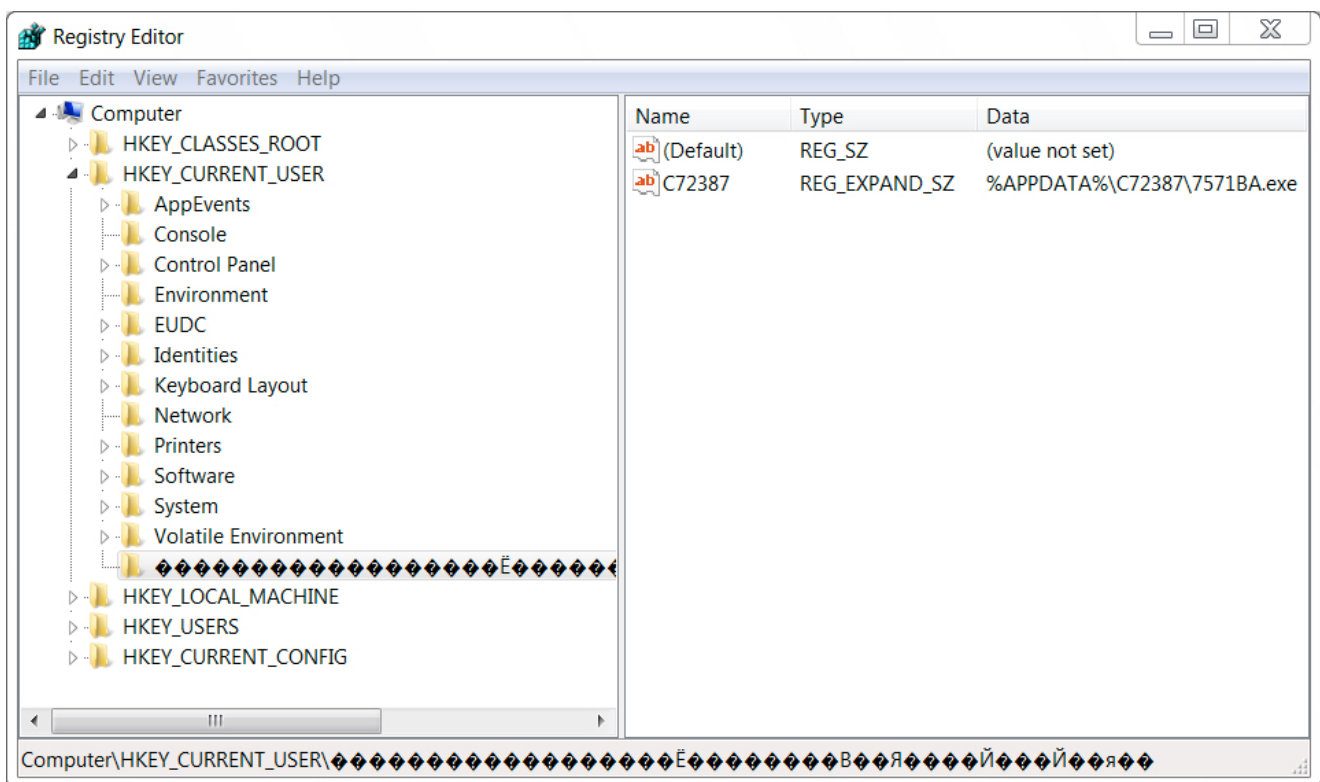 Registry Editor
File Edit View Favorites Help
Computer
HKEY_CLASSES_ROOT
HKEY_CURRENT_USER
AppEvents
Console
Control Panel
Environment
EUDC
Identities
Keyboard Layout
Network
Printers
Software
System
Volatile Environment
����������������������Ё�������
HKEY_LOCAL_MACHINE
HKEY_USERS
HKEY_CURRENT_CONFIG
Name Type Data
(Default) REG_SZ (value not set)
C72387 REG_EXPAND_SZ %APPDATA%\C72387\7571BA.exe
Computer\HKEY_CURRENT_USER\����������������������Ё����������В��Я����Й���Й��я��